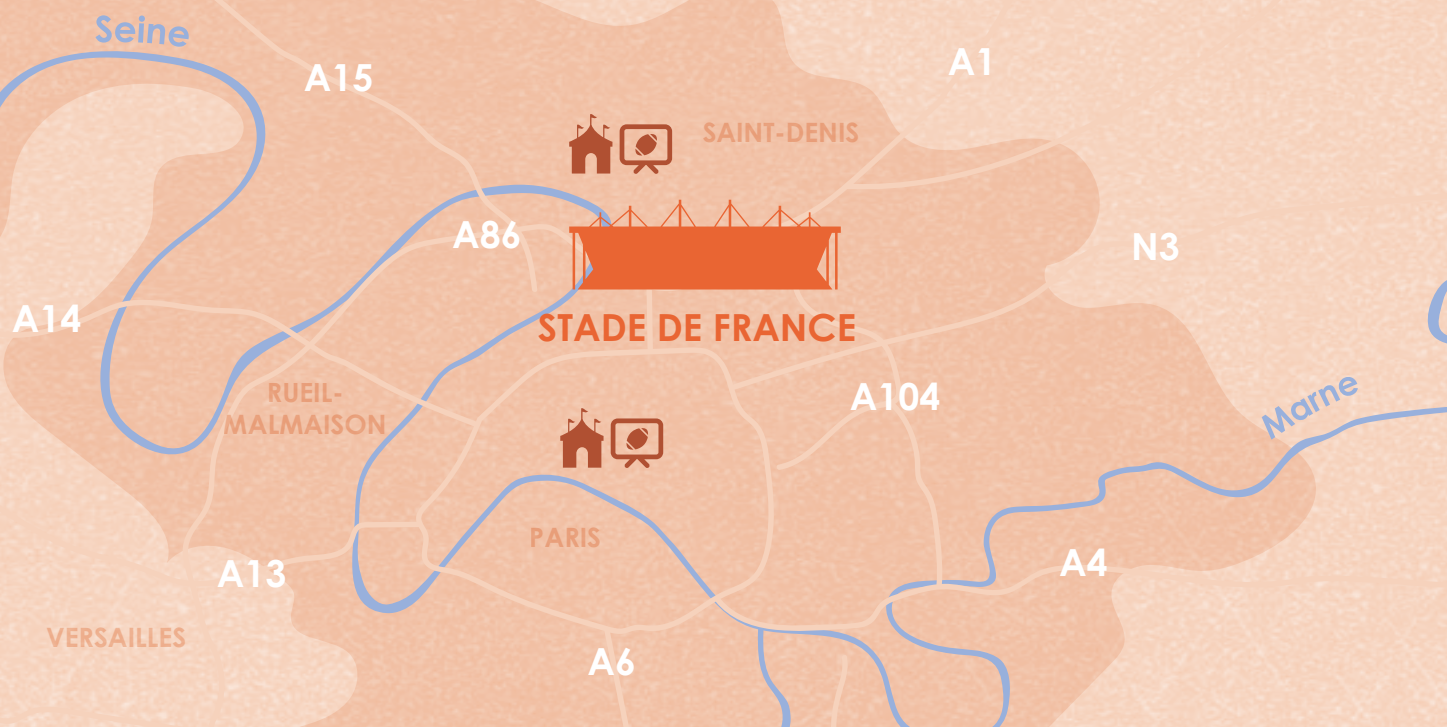 Seine
A15
A1
SAINT-DENIS
A86
N3
A14
STADE DE FRANCE
RUEIL-
MALMAISON
A104
Marne
PARIS
A13
A4
VERSAILLES
A6